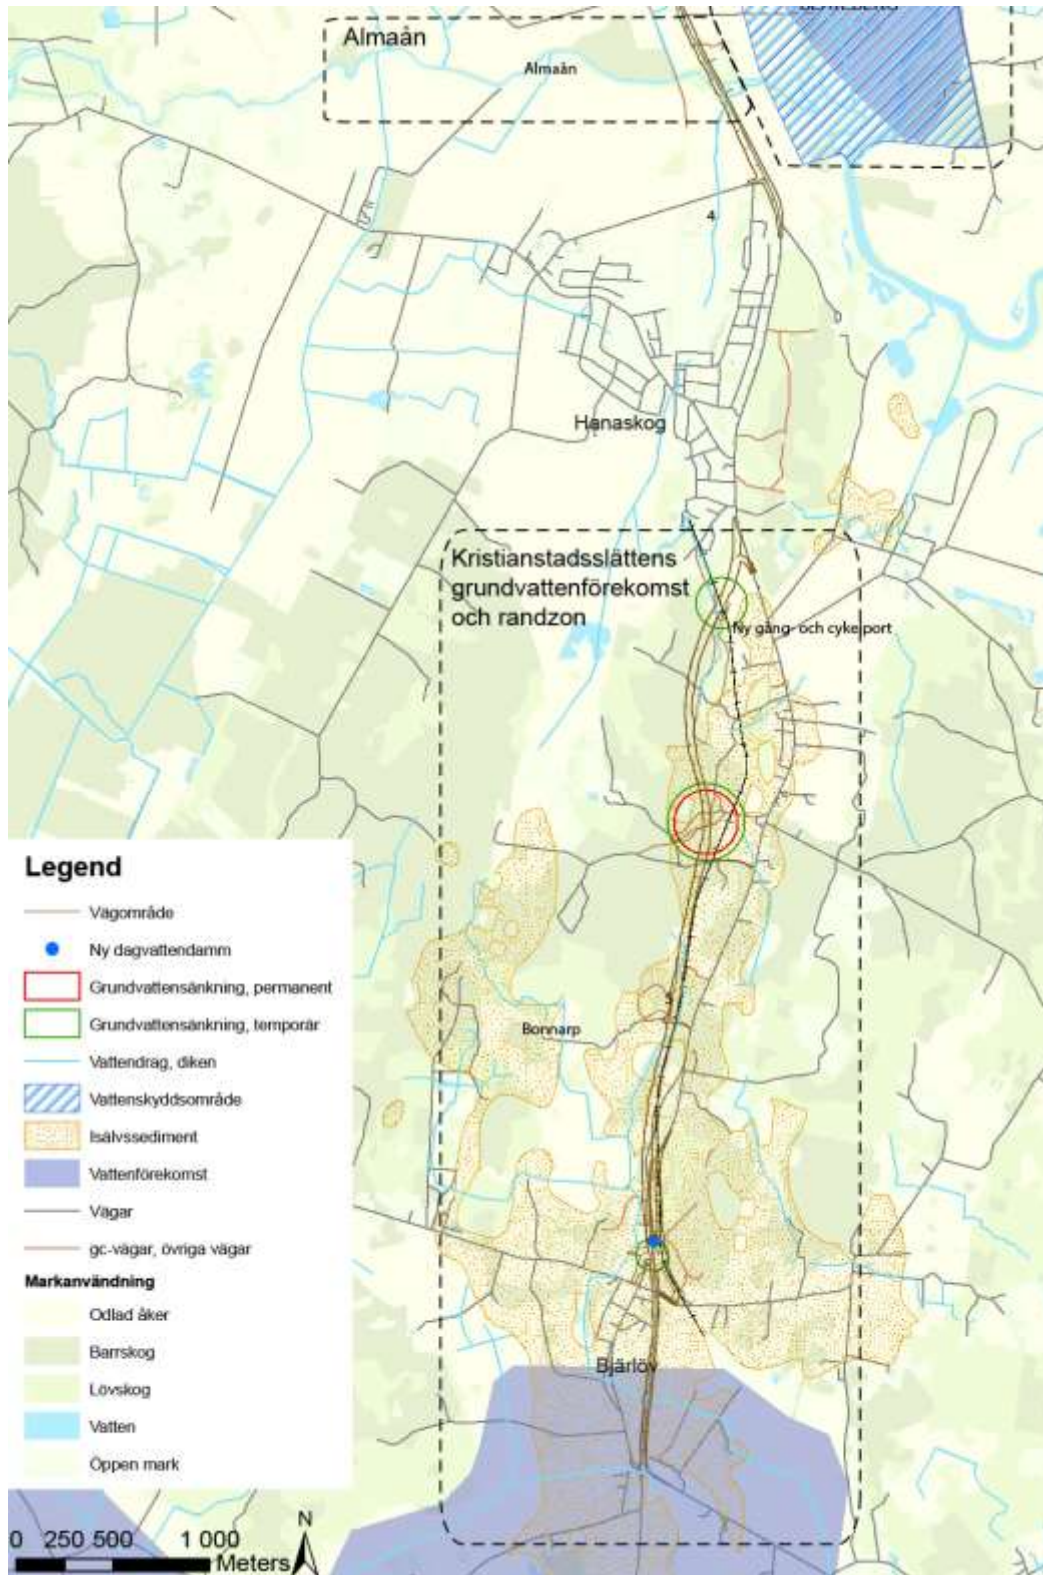 Almaån
Almaån
4
Hanaskog
Kristianstadsslättens
grundvattenförekomst
och randzon
Ny gång- och cykelport
Bonnarp
Bjärlöv
Legend
Vägområde
Ny dagvattendamm
Grundvattensänkning, permanent
Grundvattensänkning, temporär
Vattendrag, diken
Vattenskyddsområde
Isälvssediment
Vattenförekomst
Vägar
gc-vägar, övriga vägar
Markanvändning
Odlad åker
Barrskog
Lövskog
Vatten
Öppen mark
0 250 500 1 000
Meters
N